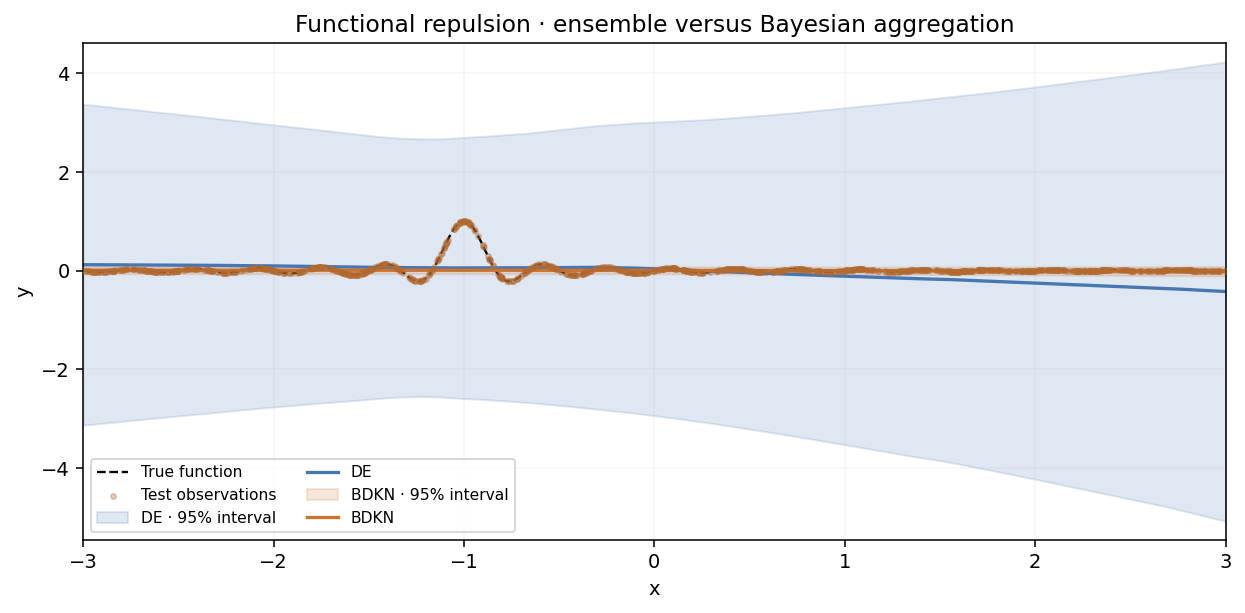 Functional repulsion · ensemble versus Bayesian aggregation
y
4
2
0
−2
−4
True function
Test observations
DE · 95% interval
DE
BDKN · 95% interval
BDKN
−3 −2 −1 0 1 2 3
x